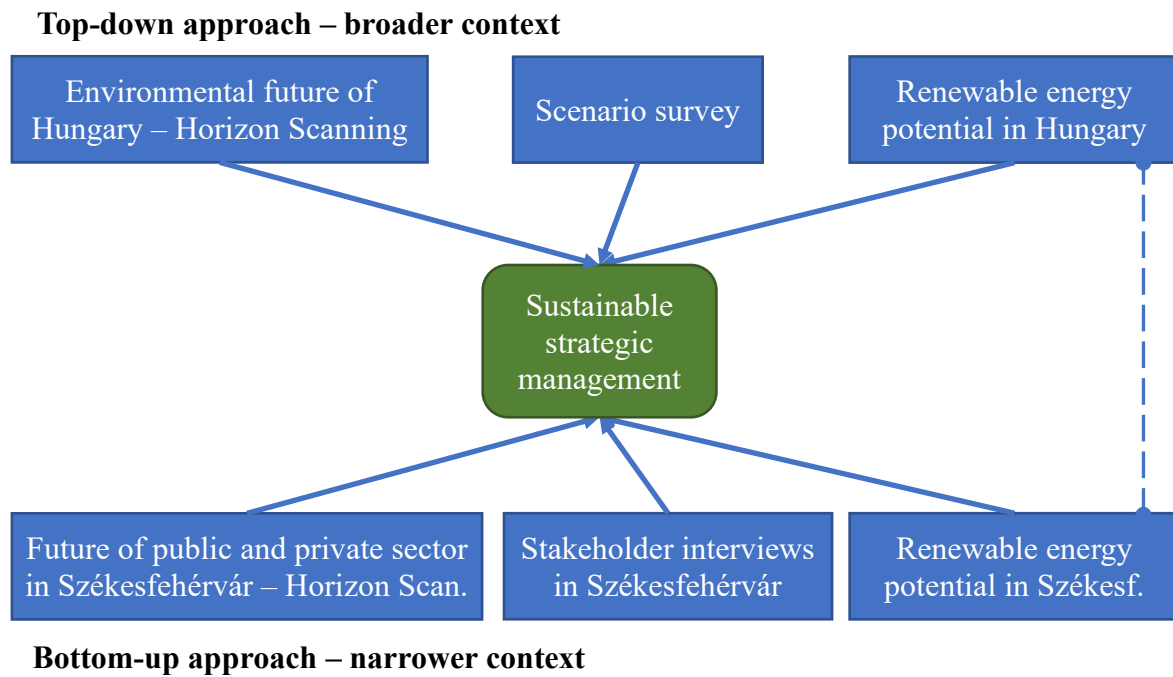 Top-down approach – broader context
Environmental future of
Hungary – Horizon Scanning
Scenario survey
Renewable energy
potential in Hungary
Sustainable
strategic
management
Future of public and private sector
in Székesfehérvár – Horizon Scan.
Stakeholder interviews
in Székesfehérvár
Renewable energy
potential in Székesf.
Bottom-up approach – narrower context